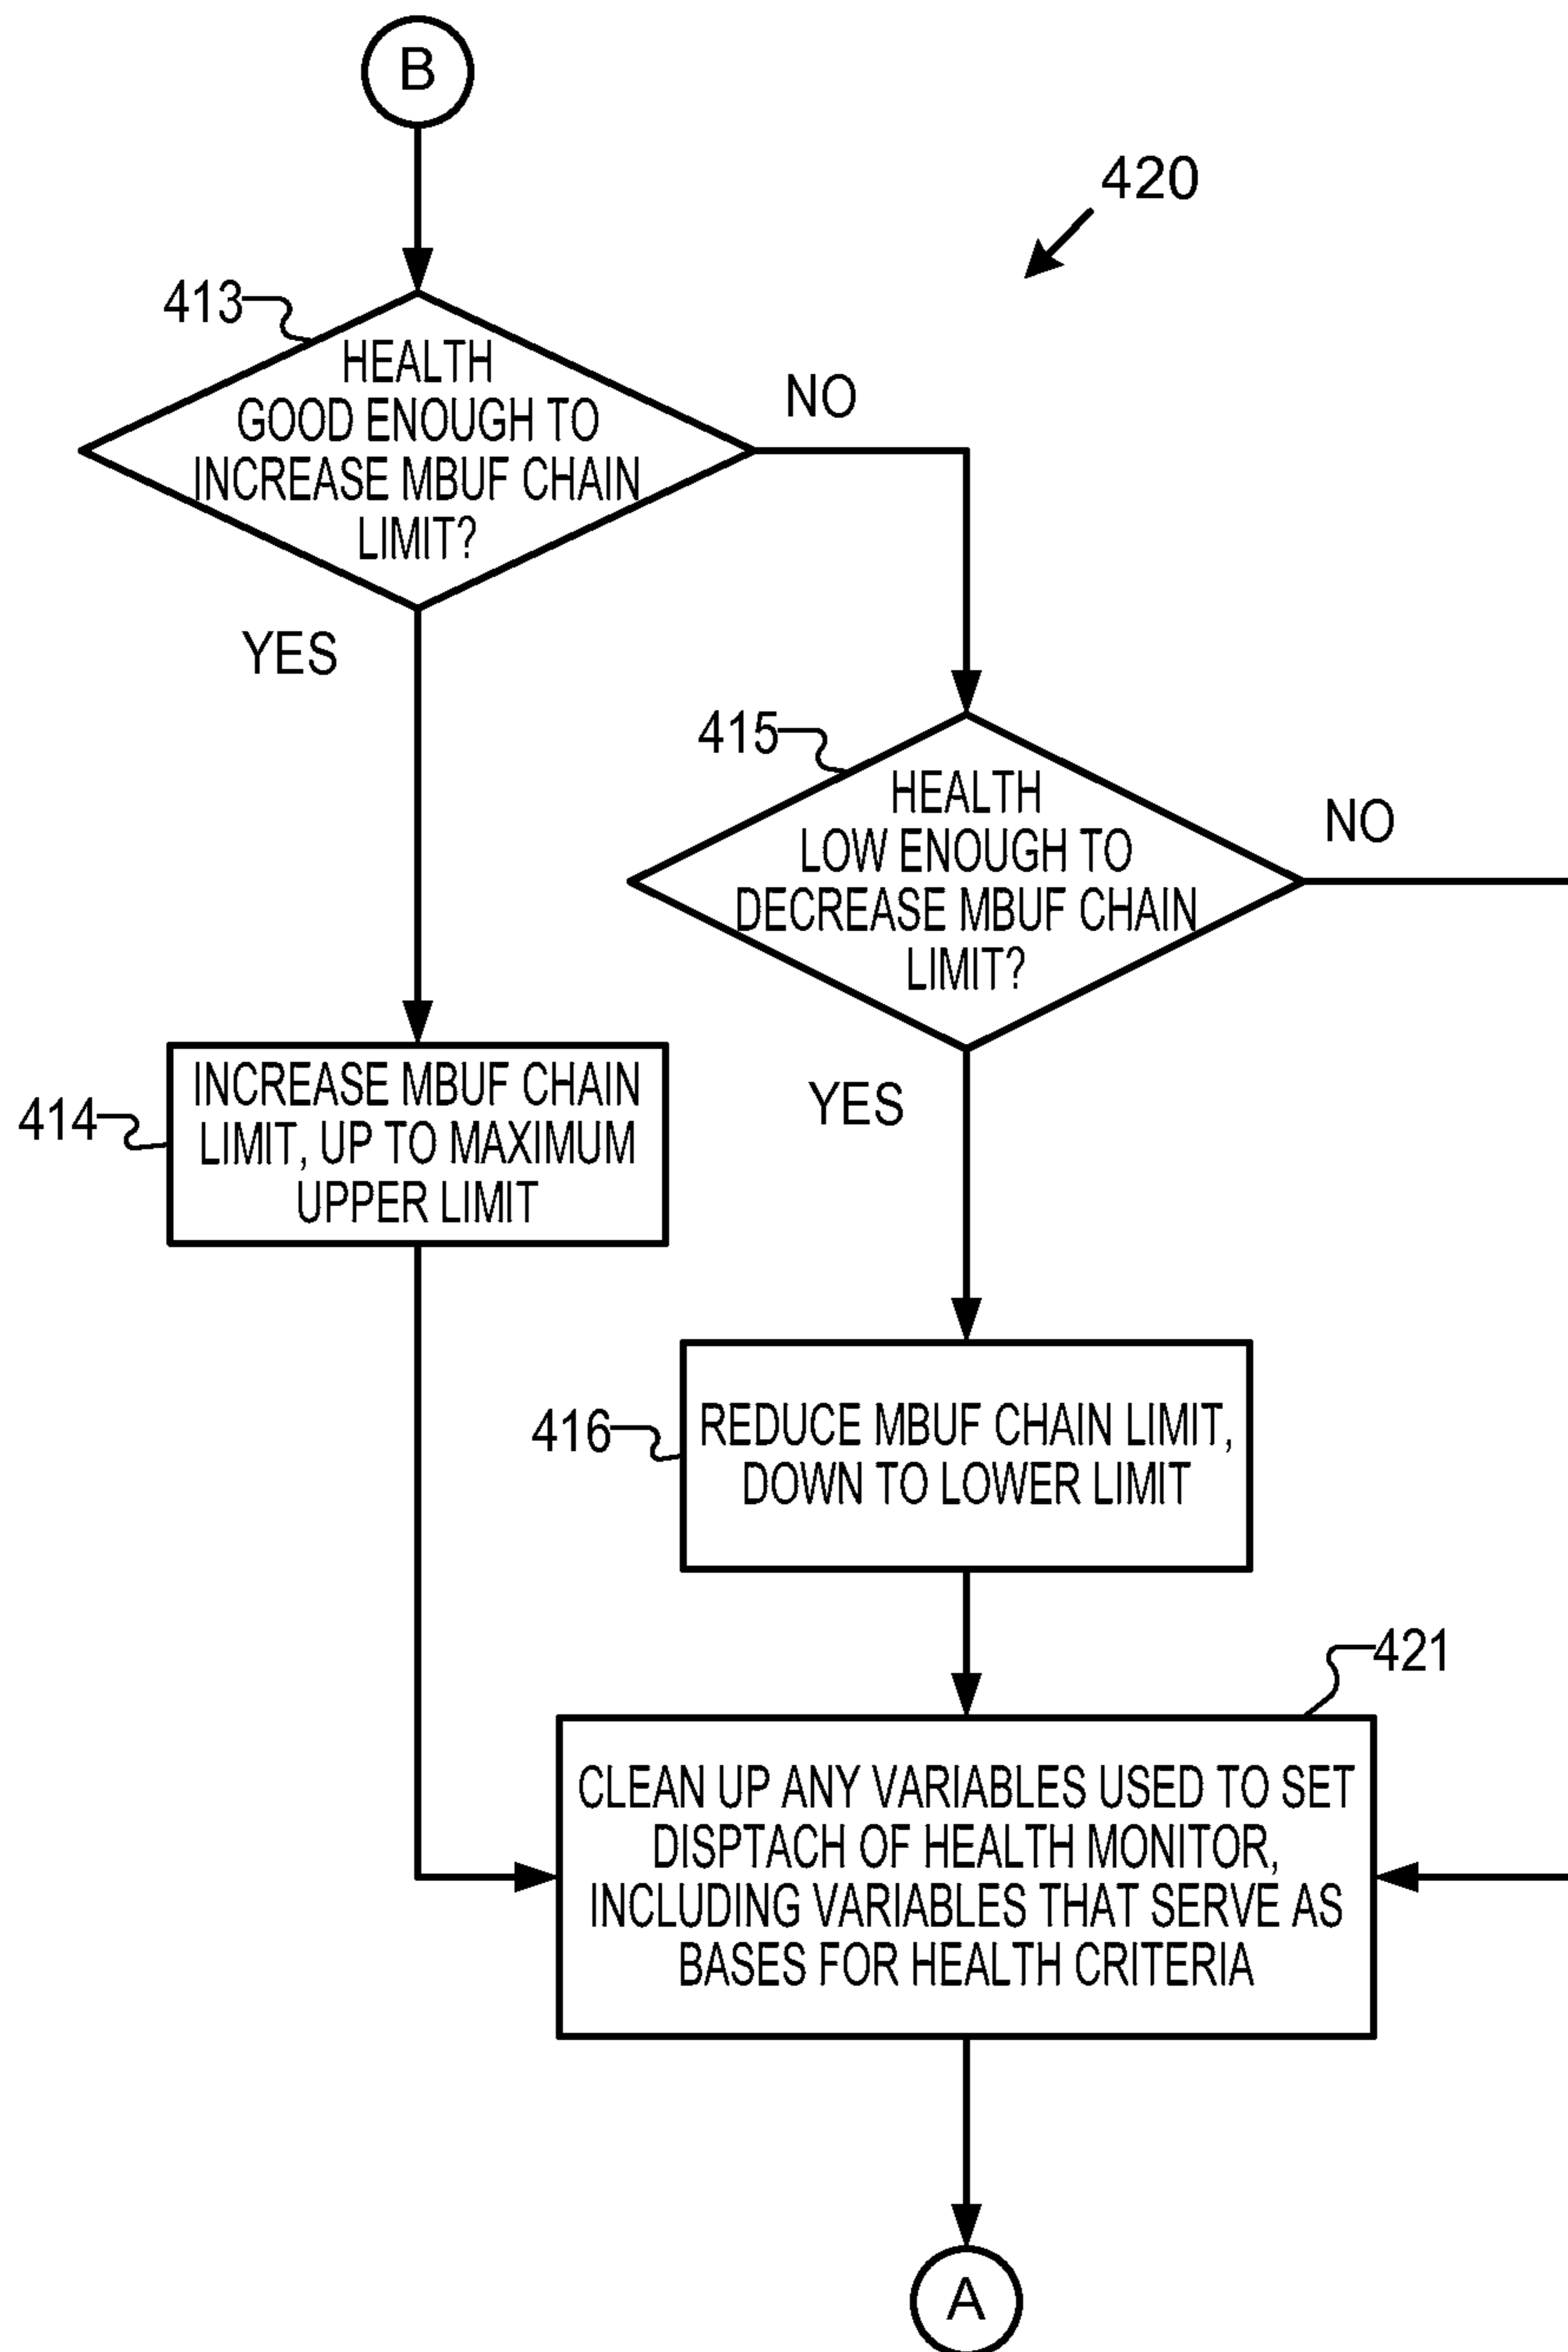 B
420
413
HEALTH
GOOD ENOUGH TO
INCREASE MBUF CHAIN
LIMIT?
NO
YES
415
HEALTH
LOW ENOUGH TO
DECREASE MBUF CHAIN
LIMIT?
NO
YES
414
INCREASE MBUF CHAIN
LIMIT, UP TO MAXIMUM
UPPER LIMIT
416
REDUCE MBUF CHAIN LIMIT,
DOWN TO LOWER LIMIT
421
CLEAN UP ANY VARIABLES USED TO SET
DISPTACH OF HEALTH MONITOR,
INCLUDING VARIABLES THAT SERVE AS
BASES FOR HEALTH CRITERIA
A